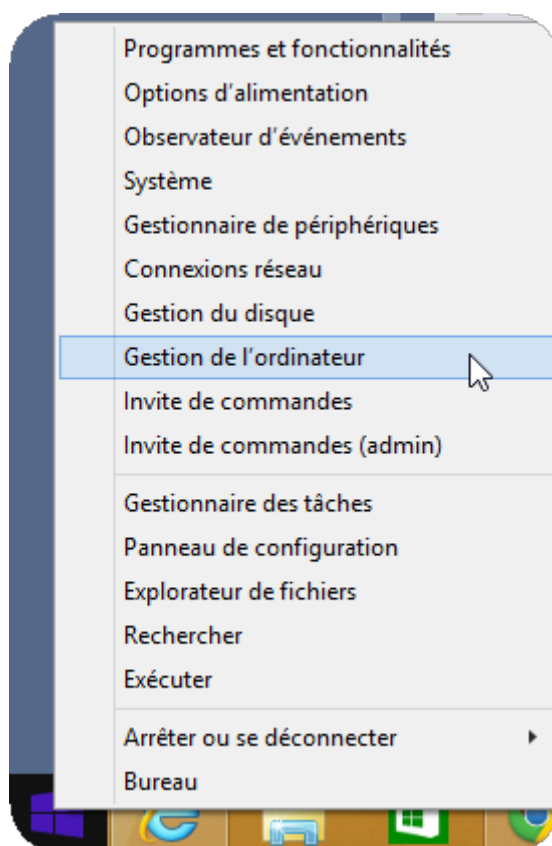 Programmes et fonctionnalités
Options d'alimentation
Observateur d'événements
Système
Gestionnaire de périphériques
Connexions réseau
Gestion du disque
Gestion de l'ordinateur
Invite de commandes
Invite de commandes (admin)
Gestionnaire des tâches
Panneau de configuration
Explorateur de fichiers
Rechercher
Exécuter
Arrêter ou se déconnecter
Bureau